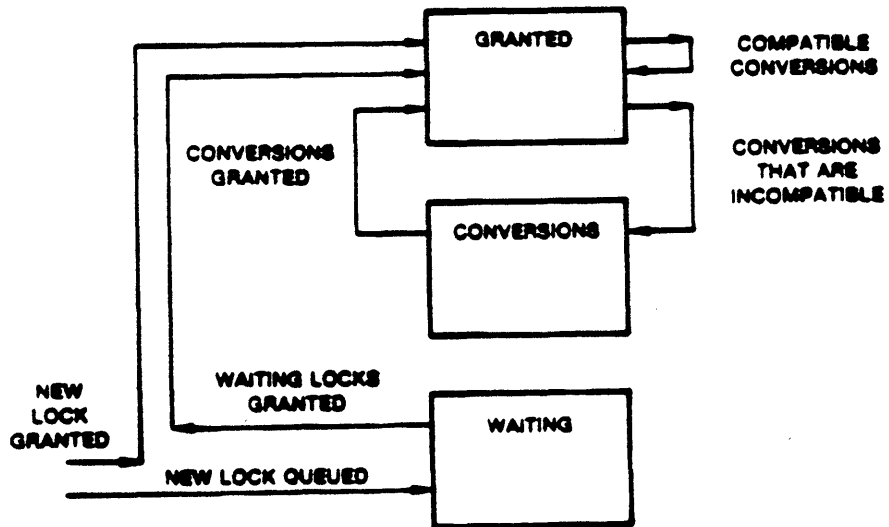 GRANTED
COMPATIBLE
CONVERSIONS
CONVERSIONS
GRANTED
CONVERSIONS
THAT ARE
INCOMPATIBLE
CONVERSIONS
WAITING LOCKS
GRANTED
NEW
LOCK
GRANTED
WAITING
NEW LOCK QUEUED